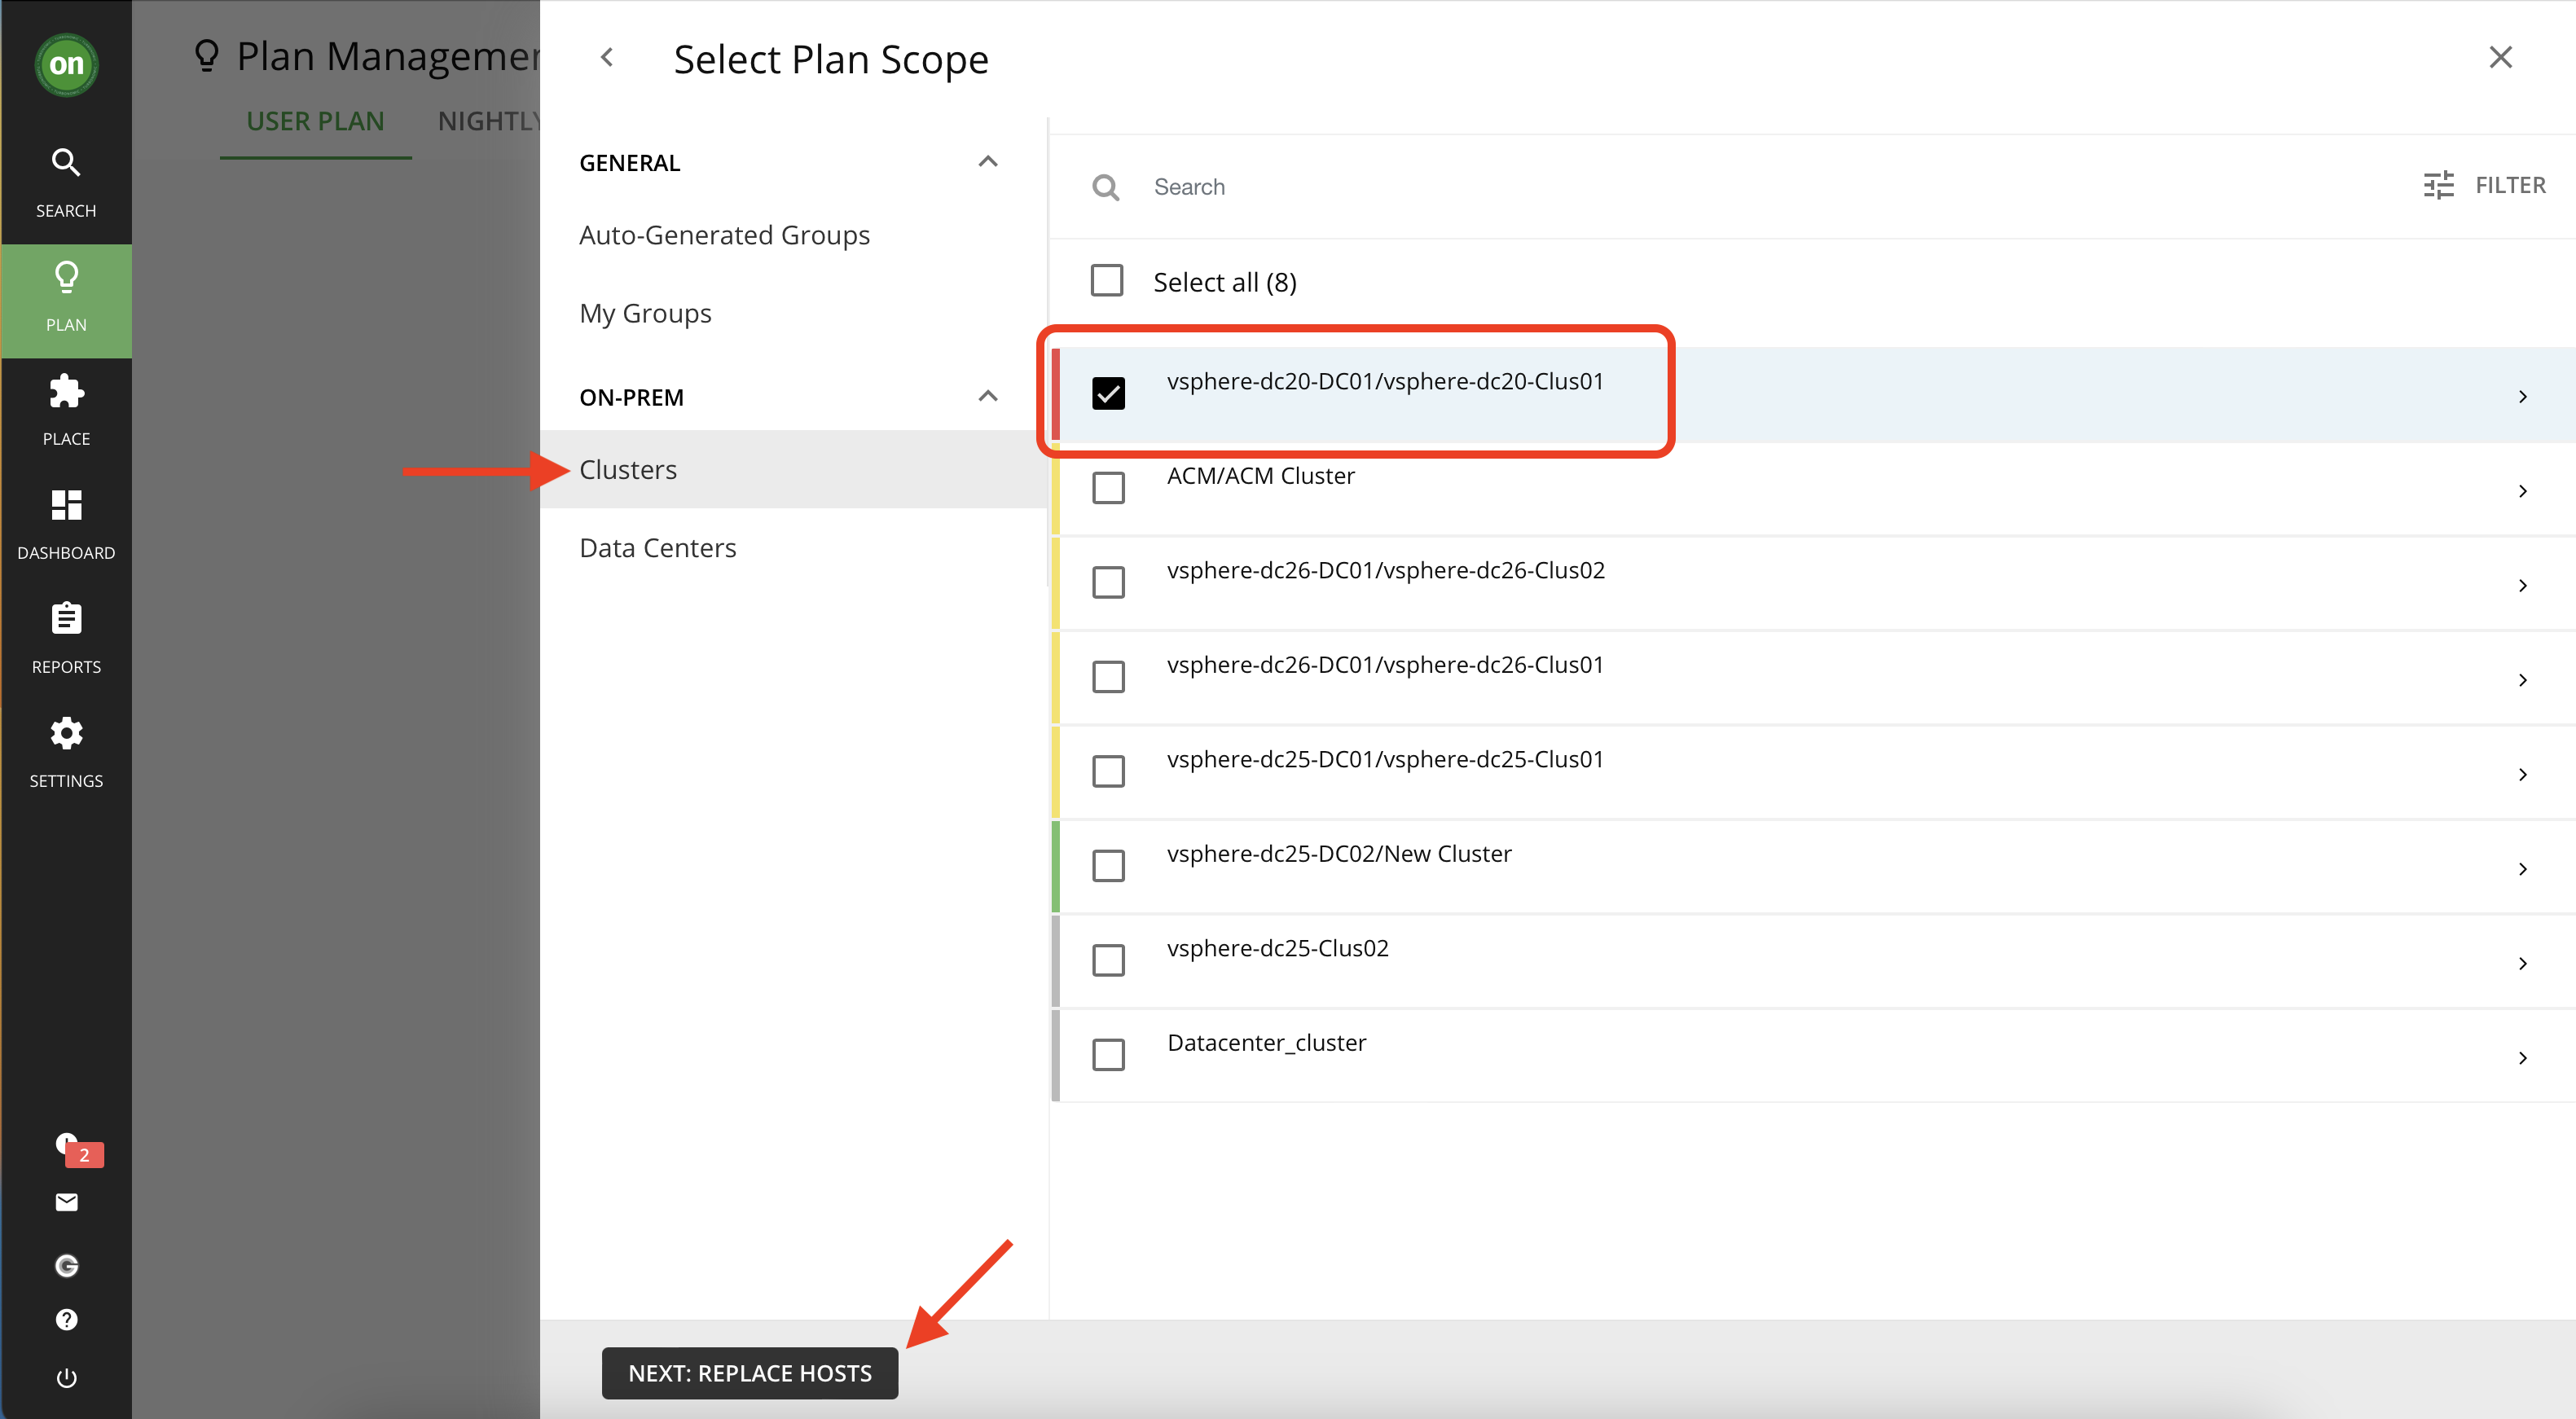 on
SEARCH
PLAN
PLACE
DASHBOARD
REPORTS
SETTINGS
2
Plan Managemen
USER PLAN
NIGHTLY
Select Plan Scope
GENERAL
Auto-Generated Groups
My Groups
ON-PREM
Clusters
Data Centers
Search
FILTER
Select all (8)
vsphere-dc20-DC01/vsphere-dc20-Clus01
ACM/ACM Cluster
vsphere-dc26-DC01/vsphere-dc26-Clus02
vsphere-dc26-DC01/vsphere-dc26-Clus01
vsphere-dc25-DC01/vsphere-dc25-Clus01
vsphere-dc25-DC02/New Cluster
vsphere-dc25-Clus02
Datacenter_cluster
NEXT: REPLACE HOSTS